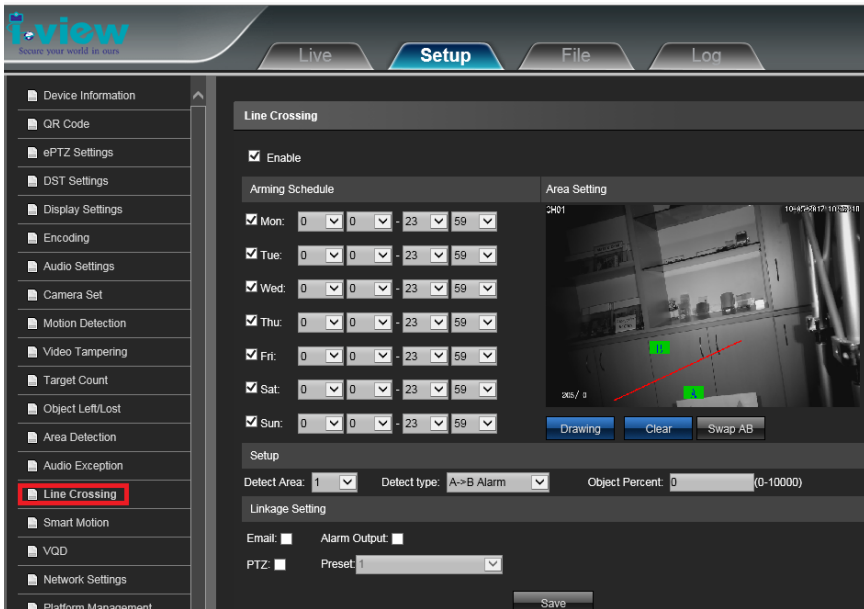 i-view
Secure your world in ours
Live Setup File Log
Device Information
QR Code
ePTZ Settings
DST Settings
Display Settings
Encoding
Audio Settings
Camera Set
Motion Detection
Video Tampering
Target Count
Object Left/Lost
Area Detection
Audio Exception
Line Crossing
Smart Motion
VQD
Network Settings
Platform Management
Line Crossing
Enable
Arming Schedule
Mon: 0 0 - 23 59
Tue: 0 0 - 23 59
Wed: 0 0 - 23 59
Thu: 0 0 - 23 59
Fri: 0 0 - 23 59
Sat: 0 0 - 23 59
Sun: 0 0 - 23 59
Area Setting
CH01
B
A
Drawing Clear Swap AB
Setup
Detect Area: 1 Detect type: A->B Alarm Object Percent: 0 (0-10000)
Linkage Setting
Email: Alarm Output:
PTZ: Preset: 1
Save